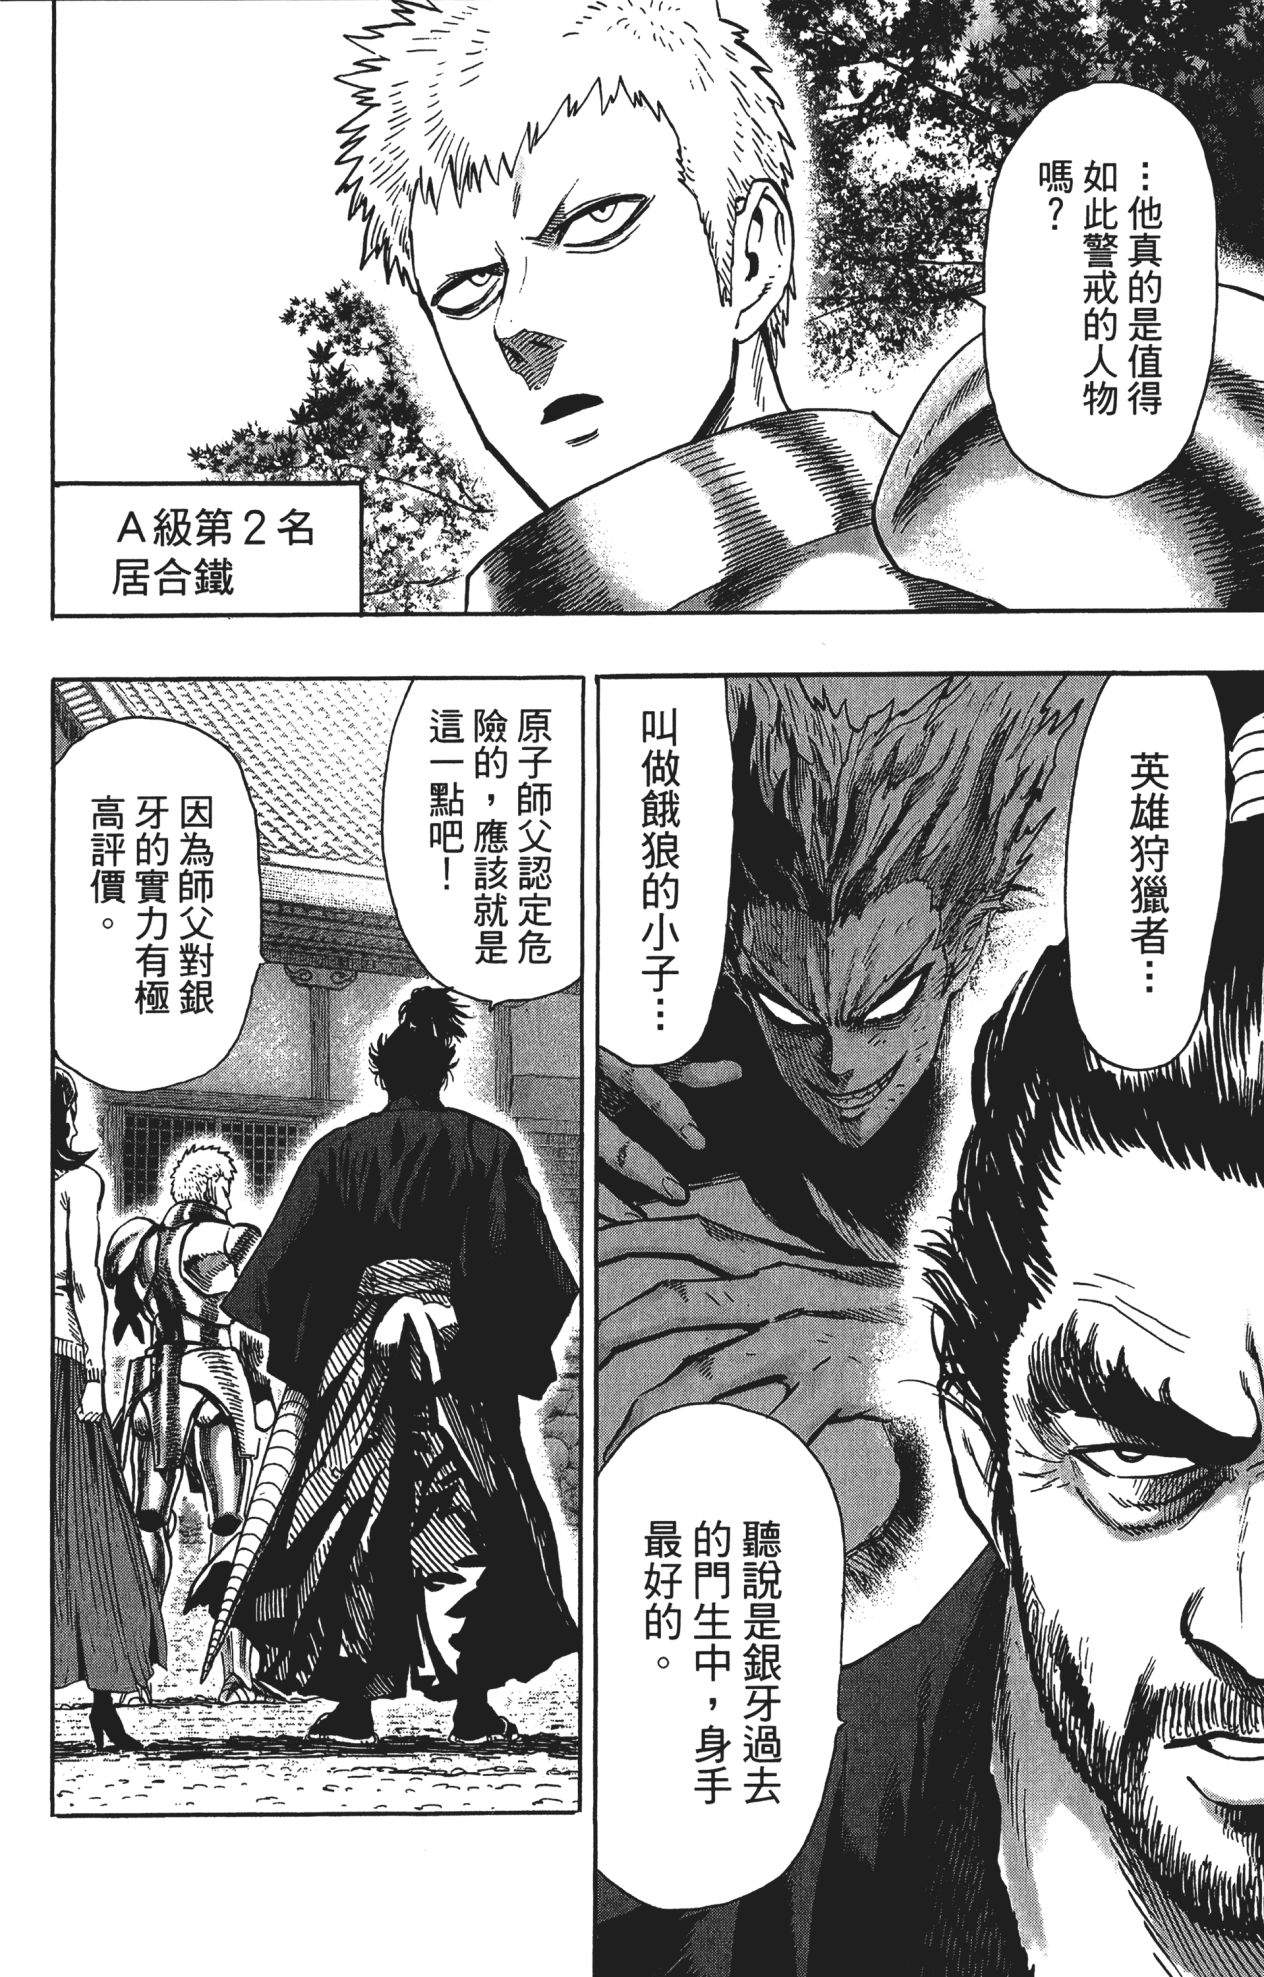 …他真的是值得
如此警戒的人物
嗎？
Ａ級第２名
居合鐵
英雄狩獵者…
叫做餓狼的小子…
聽說是銀牙過去
的門生中，身手
最好的。
原子師父認定危
險的，應該就是
這一點吧！
因為師父對銀
牙的實力有極
高評價。